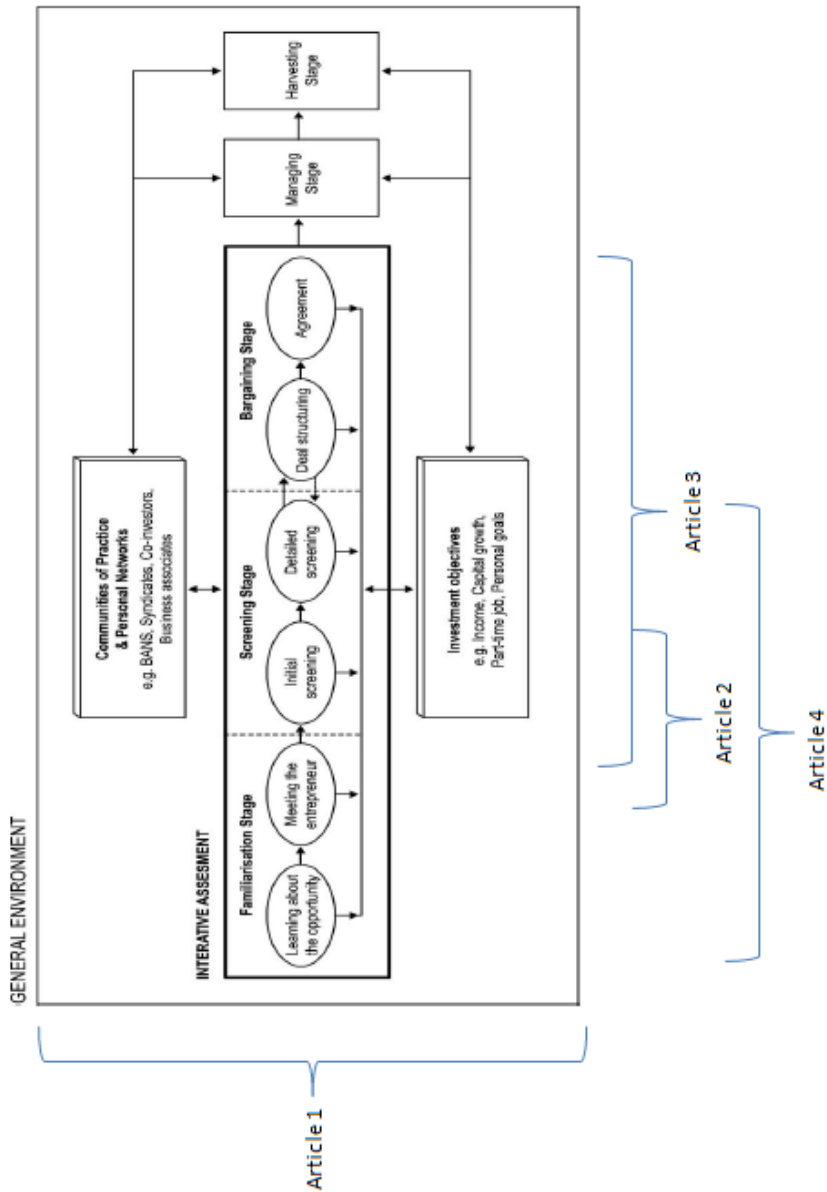 GENERAL ENVIRONMENT
Communities of Practice
& Personal Networks
e.g. BANS, Syndicates, Co-investors,
Business associates
INTERATIVE ASSESMENT
Familiarisation Stage
Screening Stage
Bargaining Stage
Learning about
the opportunity
Meeting the
entrepreneur
Initial
screening
Detailed
screening
Deal structuring
Agreement
Managing
Stage
Harvesting
Stage
Investment objectives
e.g. Income, Capital growth,
Part-time job, Personal goals
Article 1
Article 2
Article 3
Article 4